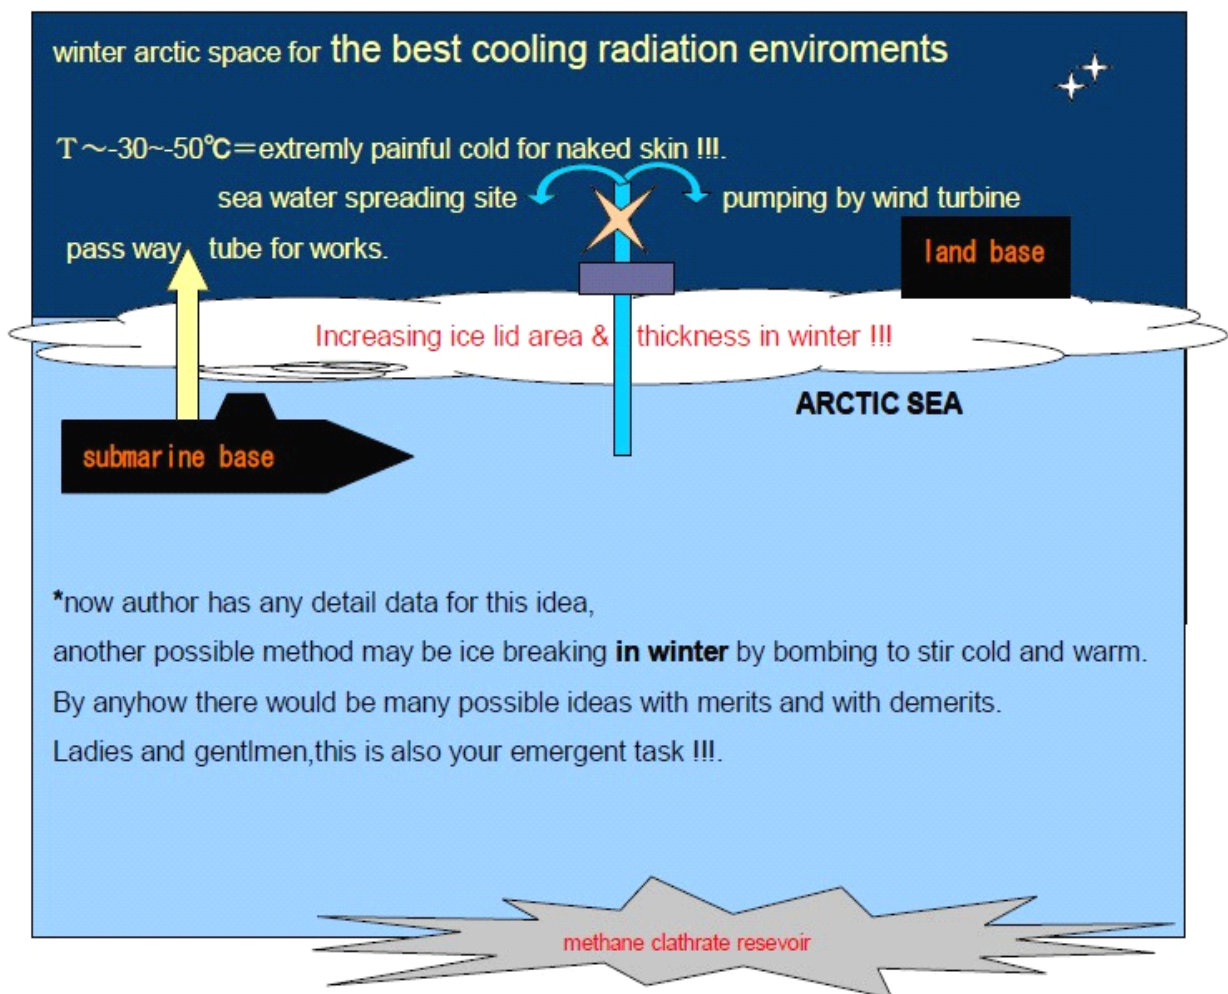 winter arctic space for the best cooling radiation enviroments
T～-30~-50℃＝extremly painful cold for naked skin !!!.
sea water spreading site
pumping by wind turbine
pass way tube for works.
land base
Increasing ice lid area & thickness in winter !!!
ARCTIC SEA
submarine base
*now author has any detail data for this idea,
another possible method may be ice breaking in winter by bombing to stir cold and warm.
By anyhow there would be many possible ideas with merits and with demerits.
Ladies and gentlmen,this is also your emergent task !!!.
methane clathrate resevoir